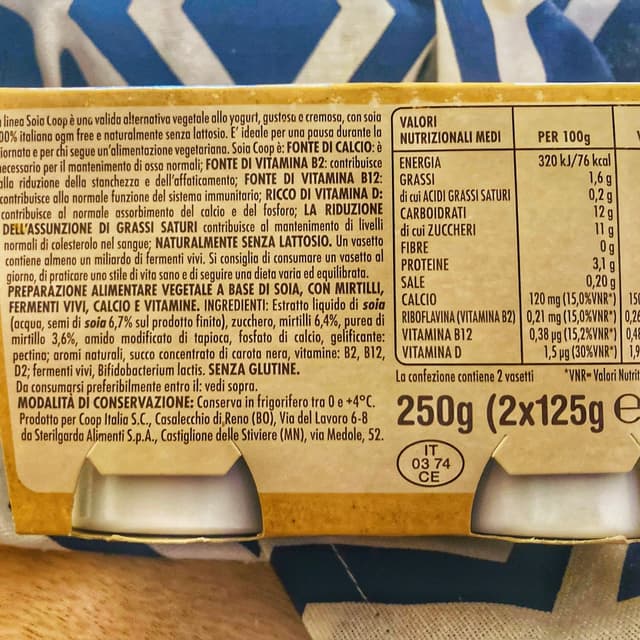 linea Soia Coop è una valida alternativa vegetale allo yogurt, gustosa e cremosa, con soia
00% italiana ogm free e naturalmente senza lattosio. E' ideale per una pausa durante la
iornata e per chi segue un'alimentazione vegetariana. Soia Coop è: FONTE DI CALCIO: è
necessario per il mantenimento di ossa normali; FONTE DI VITAMINA B2: contribuisce
alla riduzione della stanchezza e dell'affaticamento; FONTE DI VITAMINA B12:
contribuisce alla normale funzione del sistema immunitario; RICCO DI VITAMINA D:
contribuisce al normale assorbimento del calcio e del fosforo; LA RIDUZIONE
DELL'ASSUNZIONE DI GRASSI SATURI contribuisce al mantenimento di livelli
normali di colesterolo nel sangue; NATURALMENTE SENZA LATTOSIO. Un vasetto
contiene almeno un miliardo di fermenti vivi. Si consiglia di consumare un vasetto al
giorno, di praticare uno stile di vita sano e di seguire una dieta varia ed equilibrata.
PREPARAZIONE ALIMENTARE VEGETALE A BASE DI SOIA, CON MIRTILLI,
FERMENTI VIVI, CALCIO E VITAMINE. INGREDIENTI: Estratto liquido di soia
(acqua, semi di soia 6,7% sul prodotto finito), zucchero, mirtilli 6,4%, purea di
mirtillo 3,6%, amido modificato di tapioca, fosfato di calcio, gelificante:
pectina; aromi naturali, succo concentrato di carota nera, vitamine: B2, B12,
D2; fermenti vivi, Bifidobacterium lactis. SENZA GLUTINE.
Da consumarsi preferibilmente entro il: vedi sopra.
MODALITÀ DI CONSERVAZIONE: Conserva in frigorifero tra 0 e +4°C.
Prodotto per Coop Italia S.C., Casalecchio di Reno (BO), Via del Lavoro 6-8
da Sterilgarda Alimenti S.p.A., Castiglione delle Stiviere (MN), via Medole, 52.
VALORI
NUTRIZIONALI MEDI PER 100g
ENERGIA 320 kJ/76 kcal
GRASSI 1,6 g
di cui ACIDI GRASSI SATURI 0,2 g
CARBOIDRATI 12 g
di cui ZUCCHERI 11 g
FIBRE 0 g
PROTEINE 3,1 g
SALE 0,20 g
CALCIO 120 mg (15,0%VNR*)
RIBOFLAVINA (VITAMINA B2) 0,21 mg (15,0%VNR*)
VITAMINA B12 0,38 µg (15,2%VNR*)
VITAMINA D 1,5 µg (30%VNR*)
La confezione contiene 2 vasetti *VNR= Valori Nutrit
250g (2x125g e
IT
03 74
CE